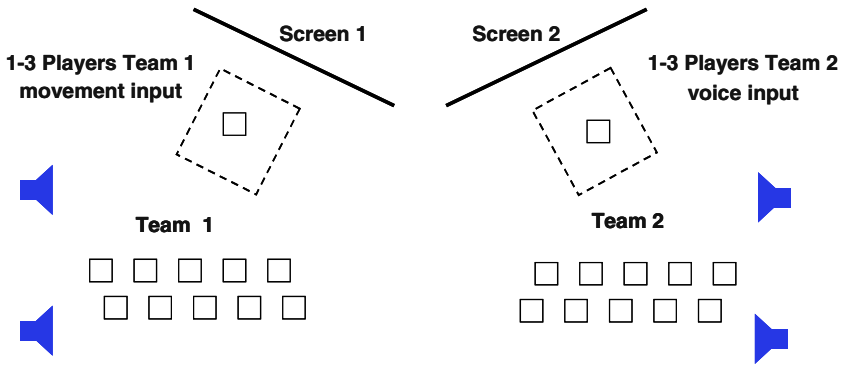 Screen 1
Screen 2
1-3 Players Team 1
movement input
1-3 Players Team 2
voice input
Team 1
Team 2